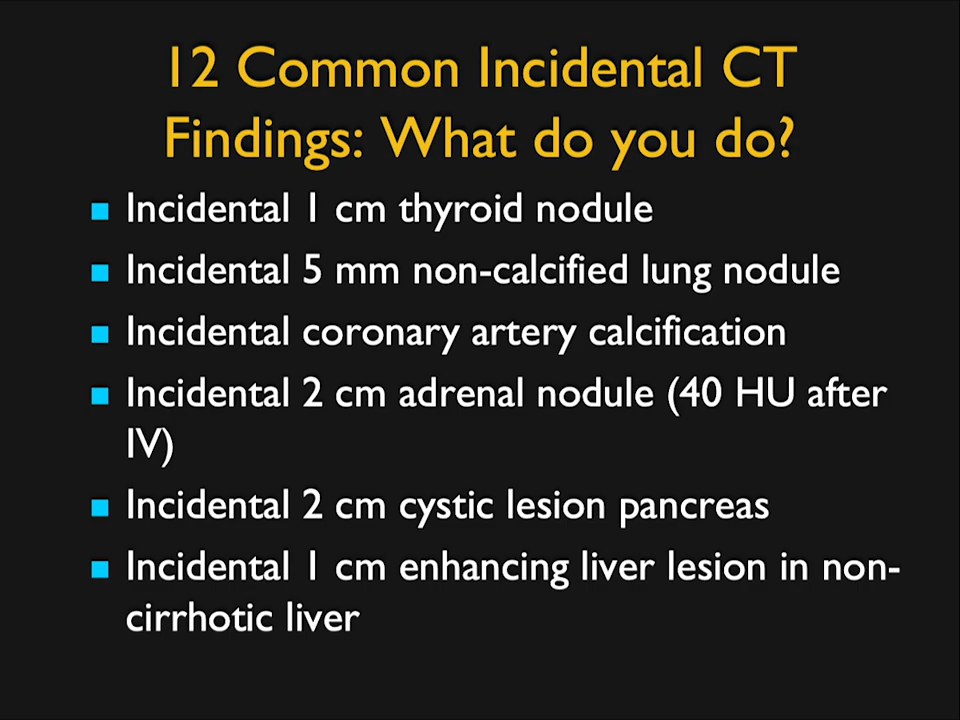 12 Common Incidental CT
Findings: What do you do?
Incidental 1 cm thyroid nodule
Incidental 5 mm non-calcified lung nodule
Incidental coronary artery calcification
Incidental 2 cm adrenal nodule (40 HU after
IV)
Incidental 2 cm cystic lesion pancreas
Incidental 1 cm enhancing liver lesion in non-
cirrhotic liver